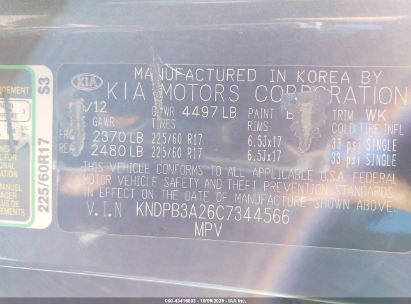 MANUFACTURED IN KOREA BY
KIA
KIA MOTORS CORPORATION
/12 GVWR 4497 LB PAINT TRIM WK
GAWR TIRES RIMS COLD TIRE INFL
2370 LB 225/60 R17 6.5Jx17 33 psi SINGLE
2480 LB 225/60 R17 6.5Jx17 33 psi SINGLE
THIS VEHICLE CONFORMS TO ALL APPLICABLE U.S.A. FEDERAL
MOTOR VEHICLE SAFETY AND THEFT PREVENTION STANDARDS
IN EFFECT ON THE DATE OF MANUFACTURE SHOWN ABOVE.
V.I.N KNDPB3A26C7344566
MPV
225/60R17 S3